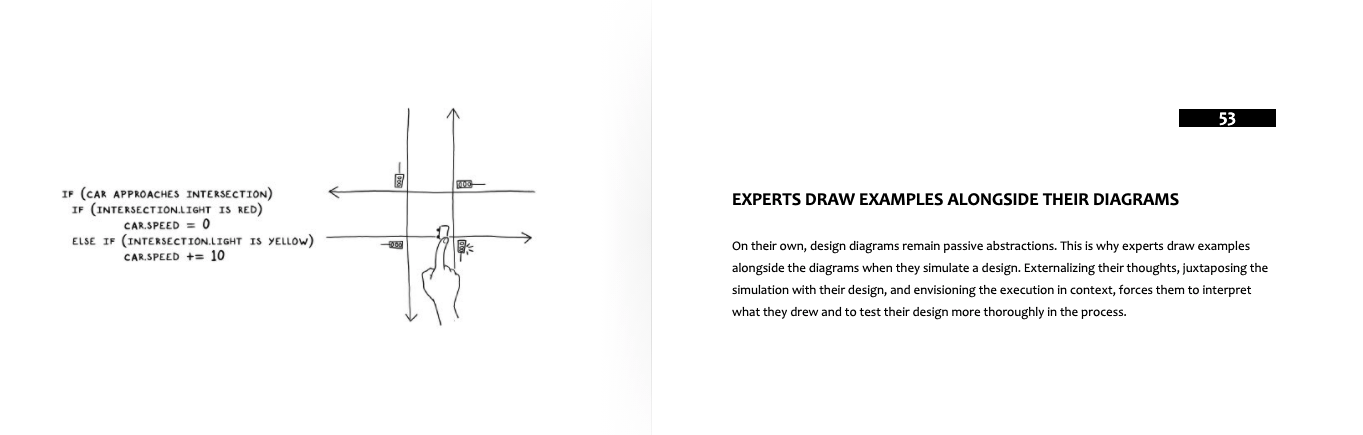 IF (CAR APPROACHES INTERSECTION)
IF (INTERSECTION.LIGHT IS RED)
CAR.SPEED = 0
ELSE IF (INTERSECTION.LIGHT IS YELLOW)
CAR.SPEED += 10
53
EXPERTS DRAW EXAMPLES ALONGSIDE THEIR DIAGRAMS
On their own, design diagrams remain passive abstractions. This is why experts draw examples
alongside the diagrams when they simulate a design. Externalizing their thoughts, juxtaposing the
simulation with their design, and envisioning the execution in context, forces them to interpret
what they drew and to test their design more thoroughly in the process.